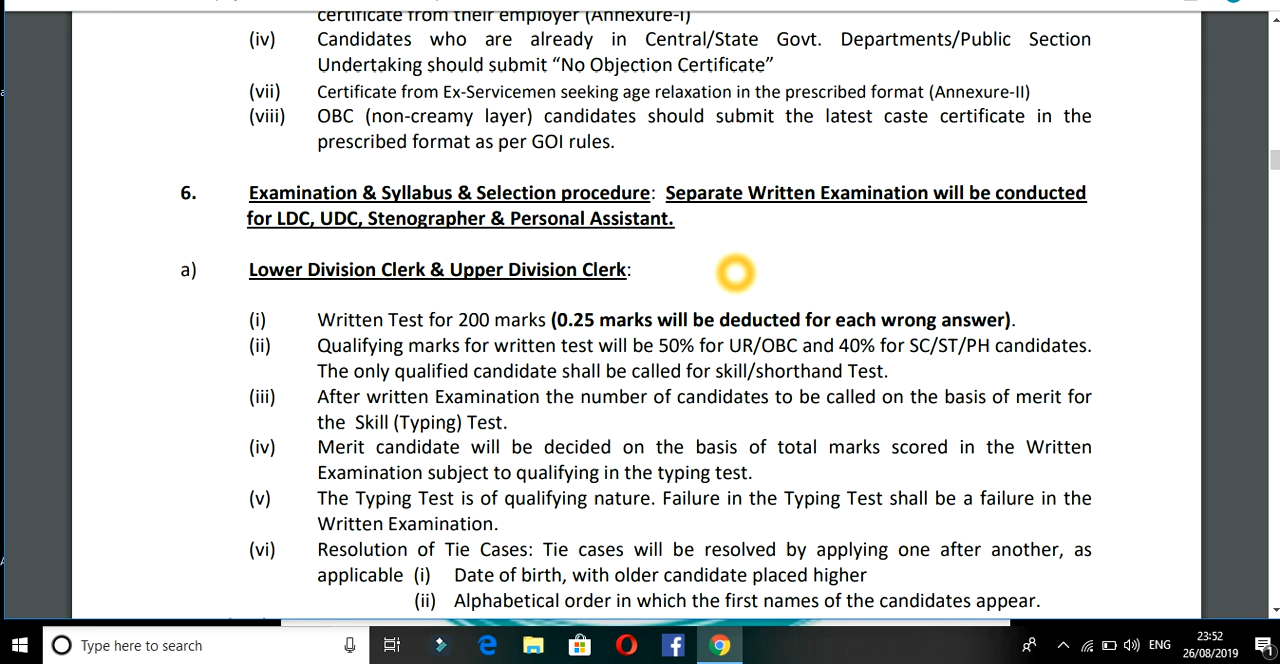 certificate from their employer (Annexure-I)
(iv) Candidates who are already in Central/State Govt. Departments/Public Section
Undertaking should submit “No Objection Certificate”
(vii) Certificate from Ex-Servicemen seeking age relaxation in the prescribed format (Annexure-II)
(viii) OBC (non-creamy layer) candidates should submit the latest caste certificate in the
prescribed format as per GOI rules.
6. Examination & Syllabus & Selection procedure: Separate Written Examination will be conducted
for LDC, UDC, Stenographer & Personal Assistant.
a) Lower Division Clerk & Upper Division Clerk:
(i) Written Test for 200 marks (0.25 marks will be deducted for each wrong answer).
(ii) Qualifying marks for written test will be 50% for UR/OBC and 40% for SC/ST/PH candidates.
The only qualified candidate shall be called for skill/shorthand Test.
(iii) After written Examination the number of candidates to be called on the basis of merit for
the Skill (Typing) Test.
(iv) Merit candidate will be decided on the basis of total marks scored in the Written
Examination subject to qualifying in the typing test.
(v) The Typing Test is of qualifying nature. Failure in the Typing Test shall be a failure in the
Written Examination.
(vi) Resolution of Tie Cases: Tie cases will be resolved by applying one after another, as
applicable (i) Date of birth, with older candidate placed higher
(ii) Alphabetical order in which the first names of the candidates appear.
Type here to search
ENG
23:52
26/08/2019
1